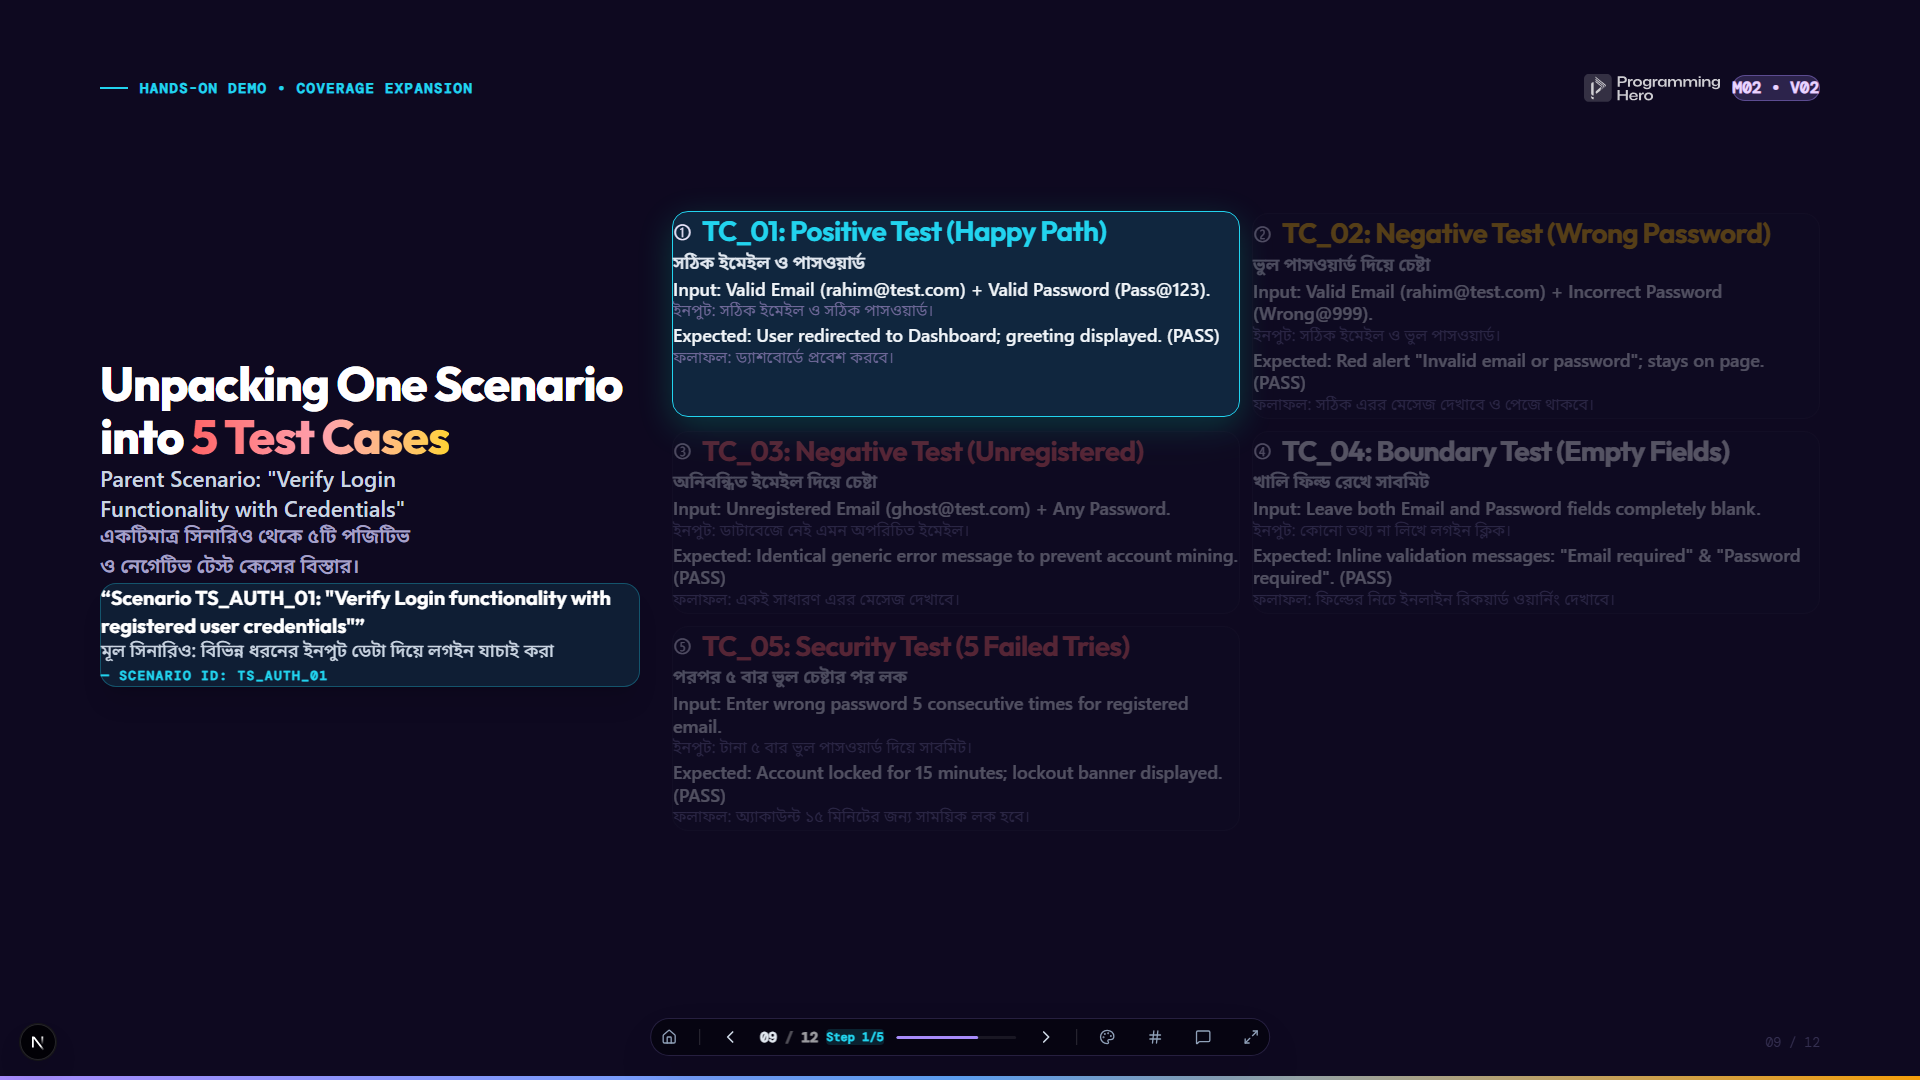 HANDS-ON DEMO • COVERAGE EXPANSION
Programming
Hero
M02 • V02
Unpacking One Scenario
into 5 Test Cases
Parent Scenario: "Verify Login
Functionality with Credentials"
একটিমাত্র সিনারিও থেকে ৫টি পজিটিভ
ও নেগেটিভ টেস্ট কেসের বিস্তার।
“Scenario TS_AUTH_01: "Verify Login functionality with
registered user credentials"”
মূল সিনারিও: বিভিন্ন ধরনের ইনপুট ডেটা দিয়ে লগইন যাচাই করা
— SCENARIO ID: TS_AUTH_01
① TC_01: Positive Test (Happy Path)
সঠিক ইমেইল ও পাসওয়ার্ড
Input: Valid Email (rahim@test.com) + Valid Password (Pass@123).
ইনপুট: সঠিক ইমেইল ও সঠিক পাসওয়ার্ড।
Expected: User redirected to Dashboard; greeting displayed. (PASS)
ফলাফল: ড্যাশবোর্ডে প্রবেশ করবে।
② TC_02: Negative Test (Wrong Password)
ভুল পাসওয়ার্ড দিয়ে চেষ্টা
Input: Valid Email (rahim@test.com) + Incorrect Password
(Wrong@999).
ইনপুট: সঠিক ইমেইল ও ভুল পাসওয়ার্ড।
Expected: Red alert "Invalid email or password"; stays on page.
(PASS)
ফলাফল: সঠিক এরর মেসেজ দেখাবে ও পেজে থাকবে।
③ TC_03: Negative Test (Unregistered)
অনিবন্ধিত ইমেইল দিয়ে চেষ্টা
Input: Unregistered Email (ghost@test.com) + Any Password.
ইনপুট: ডাটাবেজে নেই এমন অপরিচিত ইমেইল।
Expected: Identical generic error message to prevent account mining.
(PASS)
ফলাফল: একই সাধারণ এরর মেসেজ দেখাবে।
④ TC_04: Boundary Test (Empty Fields)
খালি ফিল্ড রেখে সাবমিট
Input: Leave both Email and Password fields completely blank.
ইনপুট: কোনো তথ্য না লিখে লগইন ক্লিক।
Expected: Inline validation messages: "Email required" & "Password
required". (PASS)
ফলাফল: ফিল্ডের নিচে ইনলাইন রিকয়ার্ড ওয়ার্নিং দেখাবে।
⑤ TC_05: Security Test (5 Failed Tries)
পরপর ৫ বার ভুল চেষ্টার পর লক
Input: Enter wrong password 5 consecutive times for registered
email.
ইনপুট: টানা ৫ বার ভুল পাসওয়ার্ড দিয়ে সাবমিট।
Expected: Account locked for 15 minutes; lockout banner displayed.
(PASS)
ফলাফল: অ্যাকাউন্ট ১৫ মিনিটের জন্য সাময়িক লক হবে।
N
09 / 12 Step 1/5
09 / 12